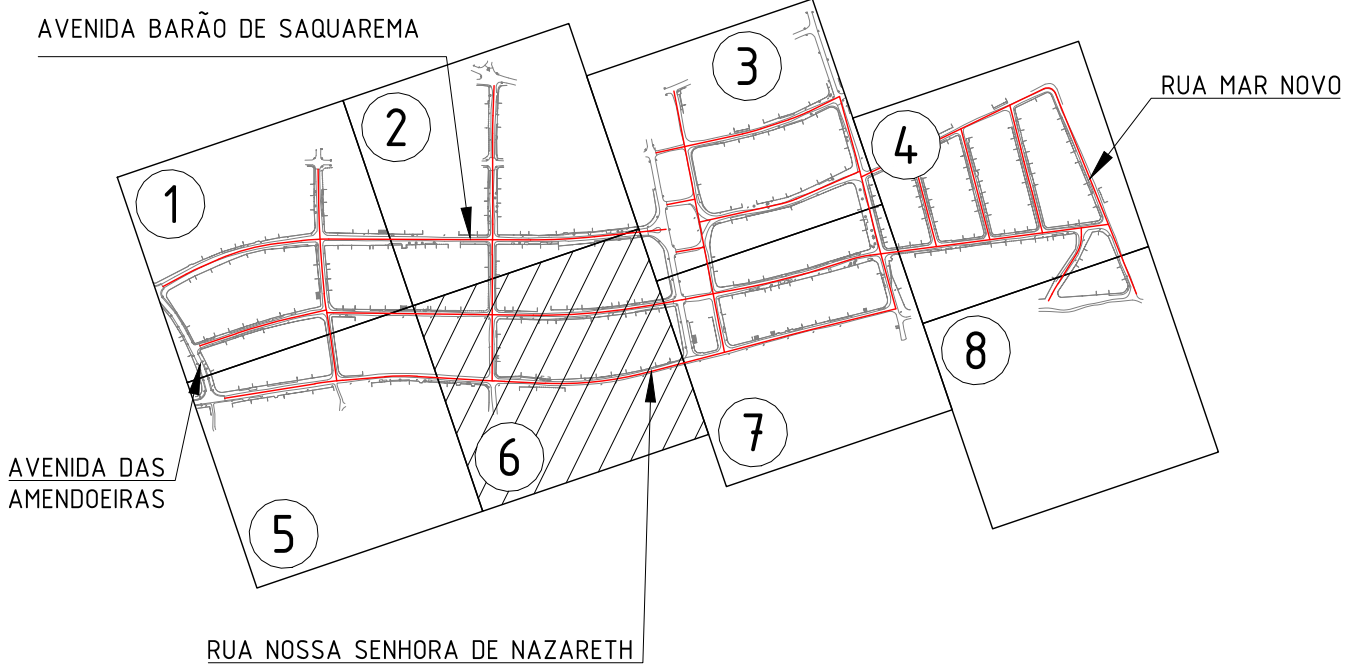 AVENIDA BARÃO DE SAQUAREMA
3
RUA MAR NOVO
2
4
1
8
7
6
AVENIDA DAS
AMENDOEIRAS
5
RUA NOSSA SENHORA DE NAZARETH